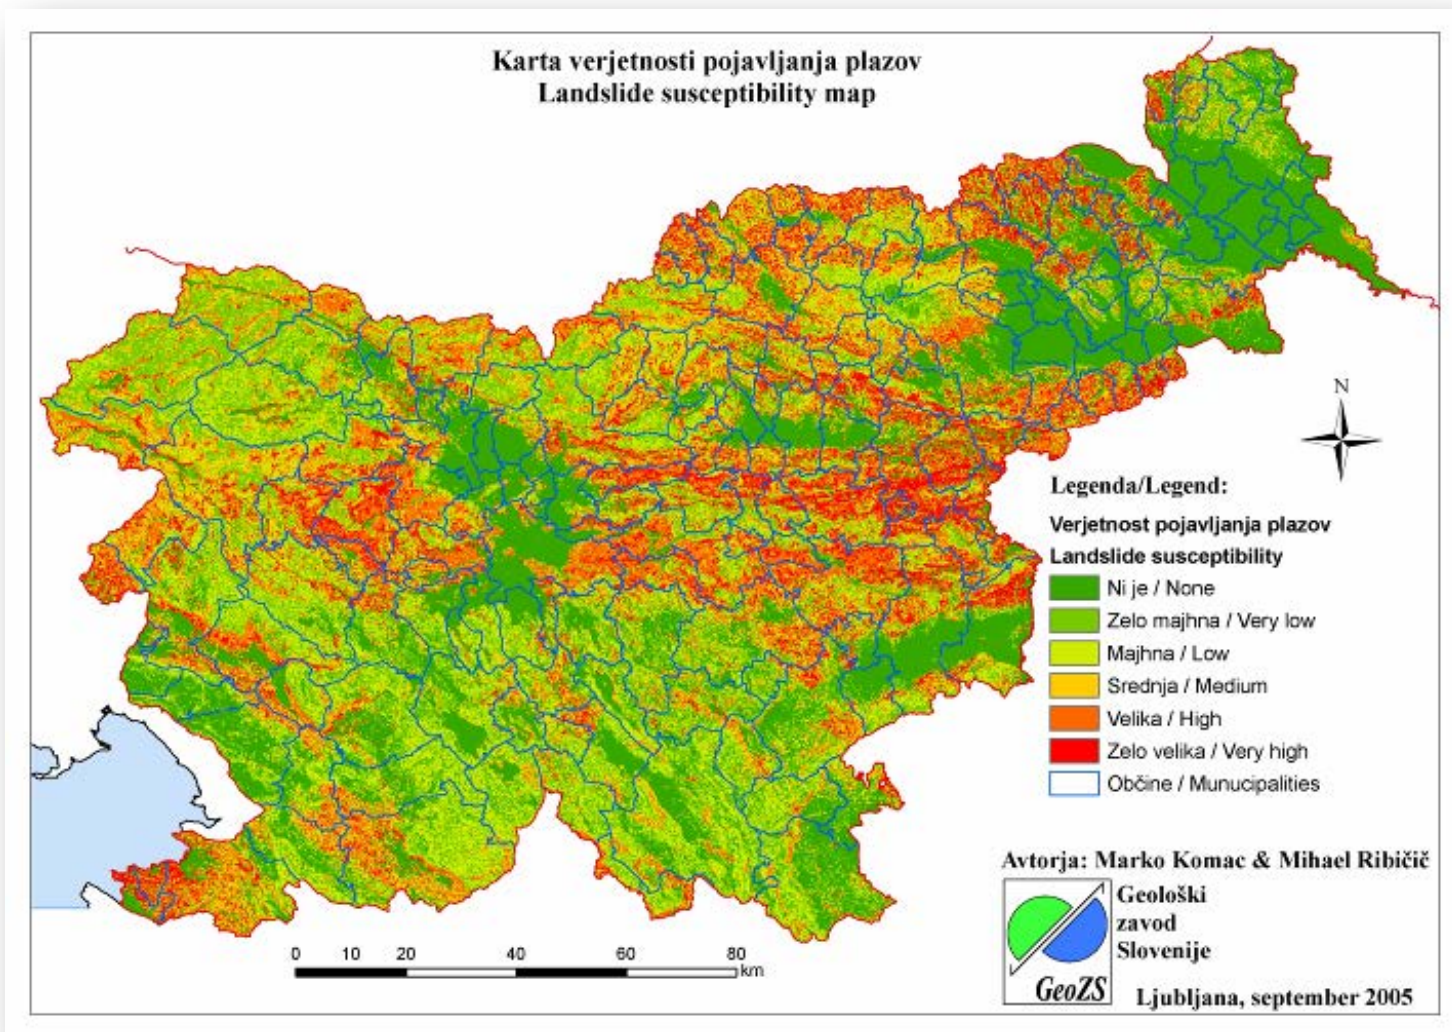 Karta verjetnosti pojavljanja plazov
Landslide susceptibility map
N
Legenda/Legend:
Verjetnost pojavljanja plazov
Landslide susceptibility
Ni je / None
Zelo majhna / Very low
Majhna / Low
Srednja / Medium
Velika / High
Zelo velika / Very high
Občine / Munucipalities
Avtorja: Marko Komac & Mihael Ribičič
Geološki
zavod
Slovenije
GeoZS
Ljubljana, september 2005
0 10 20 40 60 80
km